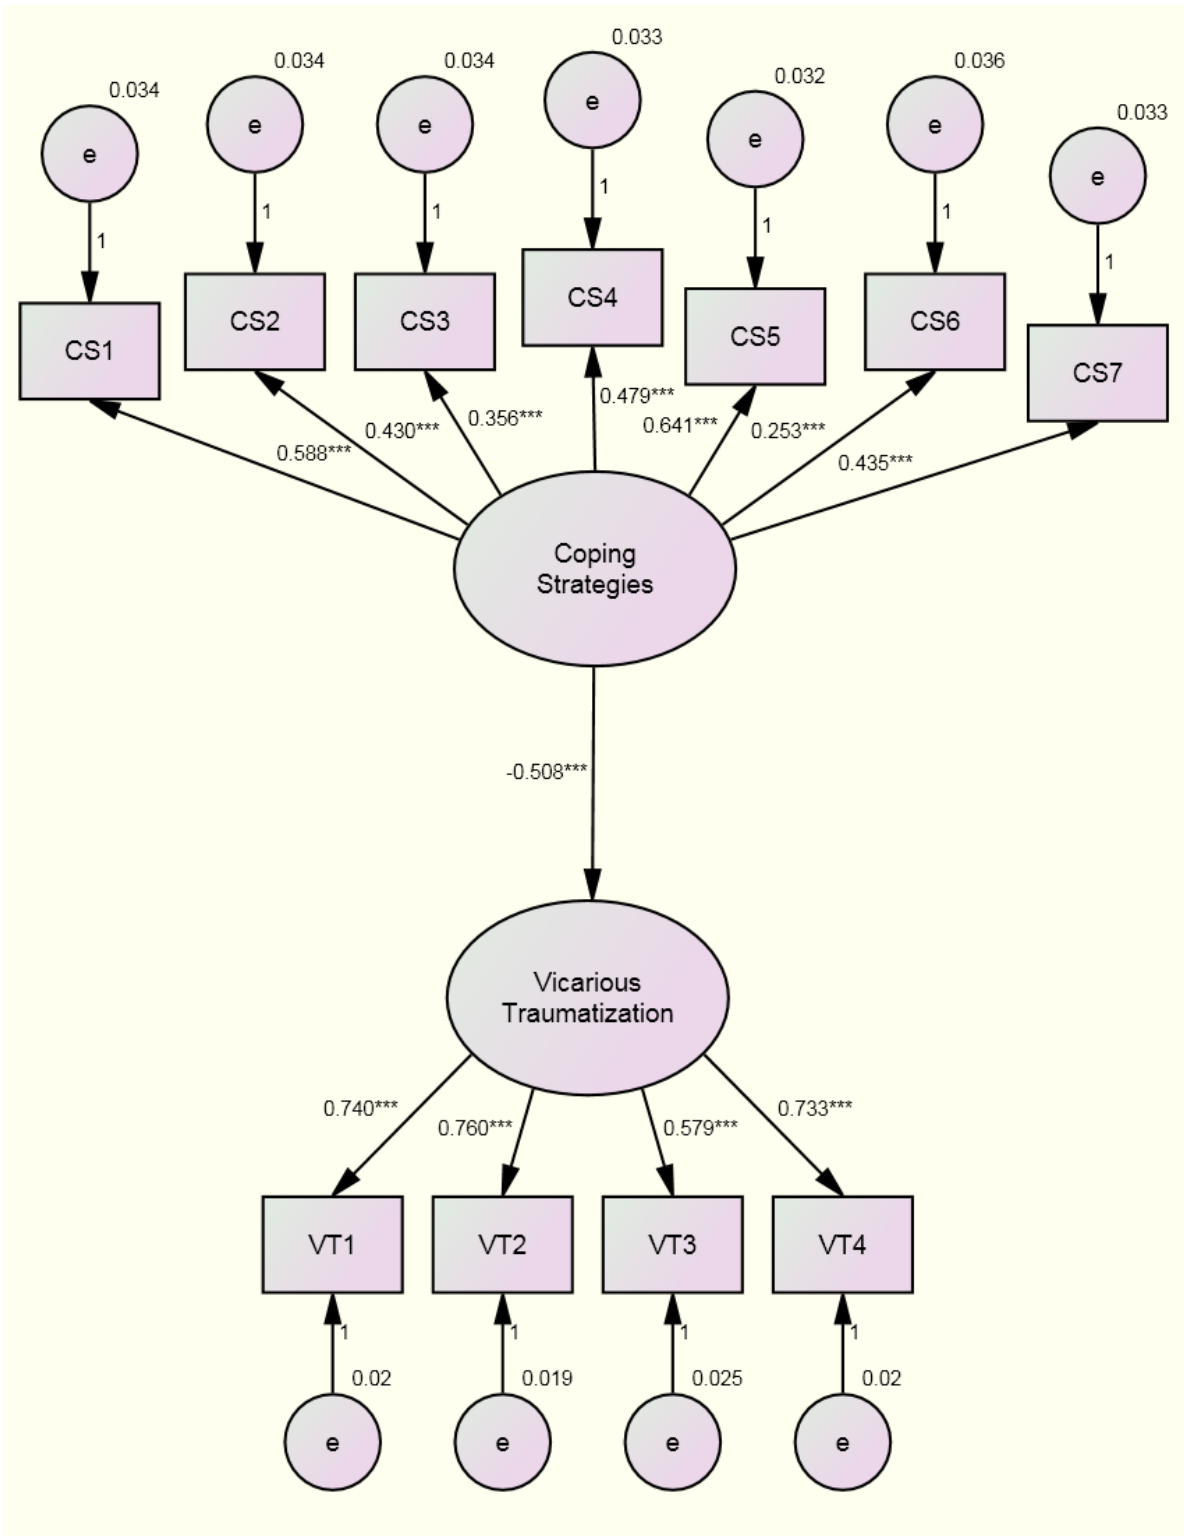 0.034
0.034
0.034
0.033
0.032
0.036
0.033
e
e
e
e
e
e
e
1
1
1
1
1
1
1
CS1
CS2
CS3
CS4
CS5
CS6
CS7
0.588***
0.430***
0.356***
0.479***
0.641***
0.253***
0.435***
Coping
Strategies
-0.508***
Vicarious
Traumatization
0.740***
0.760***
0.579***
0.733***
VT1
VT2
VT3
VT4
1
1
1
1
0.02
0.019
0.025
0.02
e
e
e
e